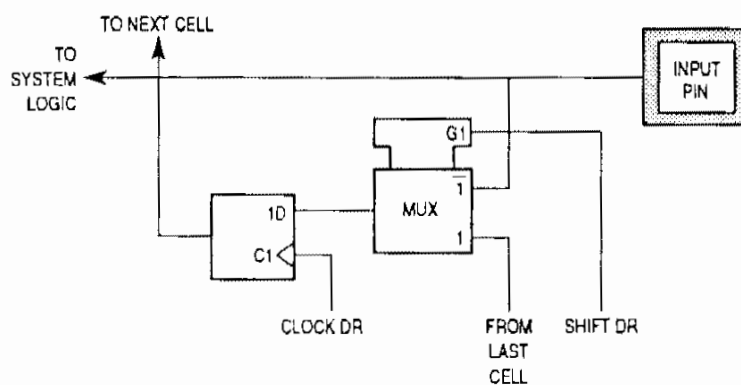 TO NEXT CELL
TO
SYSTEM
LOGIC
INPUT
PIN
G1
1
MUX
1
1D
C1
CLOCK DR
FROM
LAST
CELL
SHIFT DR